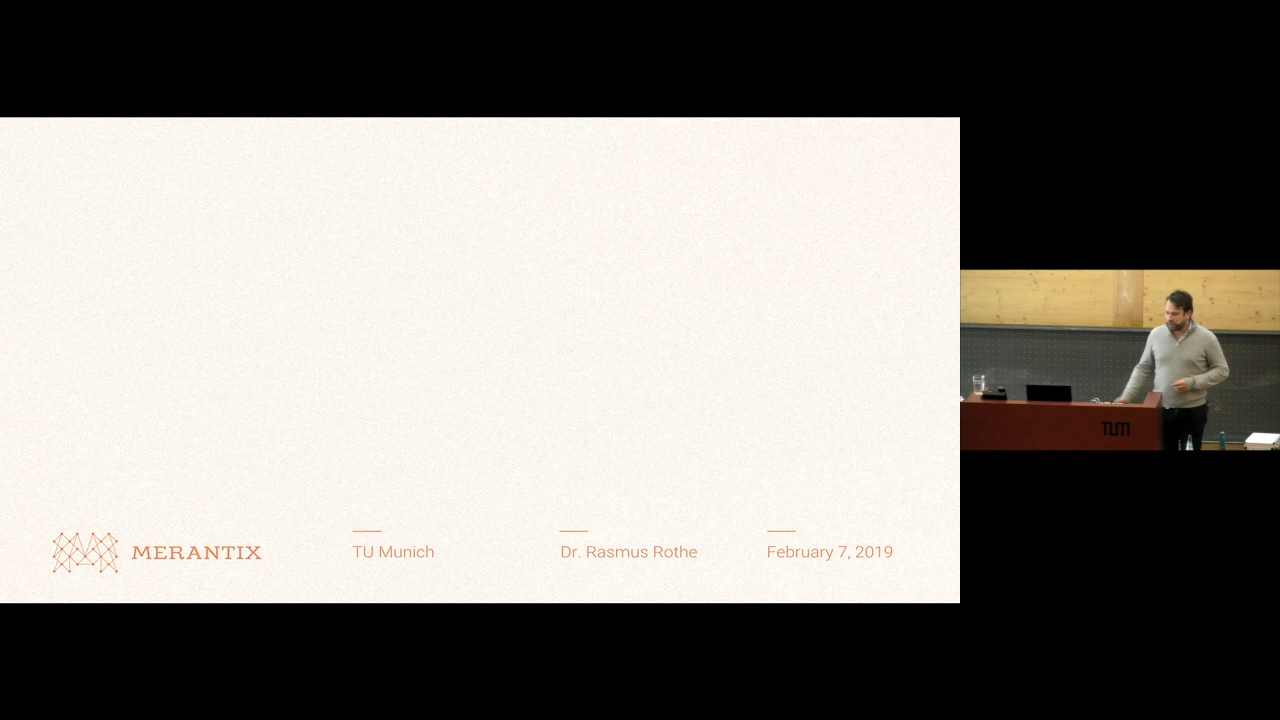 MERANTIX
TU Munich
Dr. Rasmus Rothe
February 7, 2019
TUM